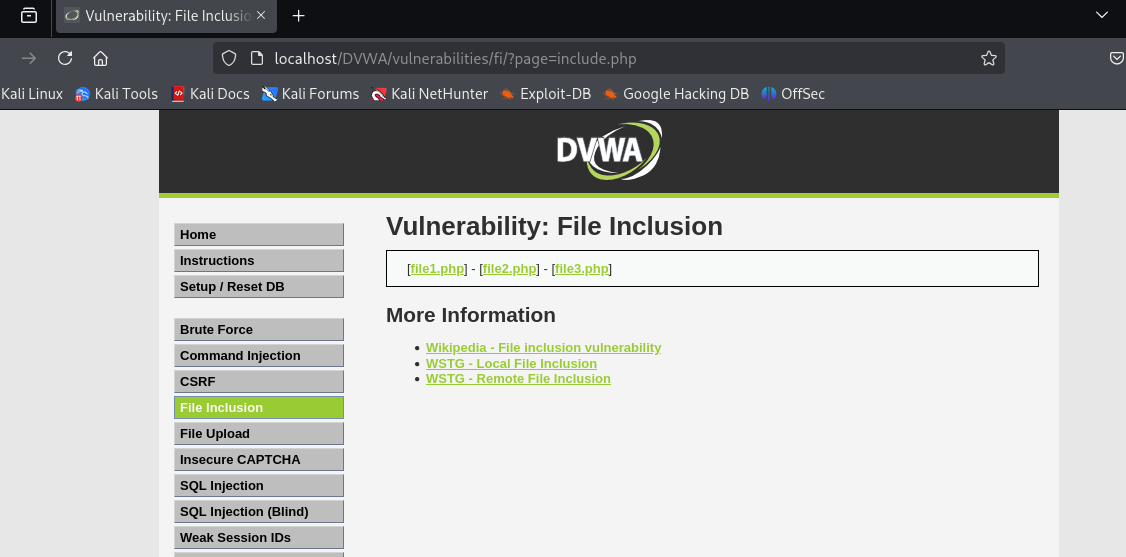 Vulnerability: File Inclusio
localhost/DVWA/vulnerabilities/fi/?page=include.php
Kali Linux Kali Tools Kali Docs Kali Forums Kali NetHunter Exploit-DB Google Hacking DB OffSec
DVWA
Home
Instructions
Setup / Reset DB
Brute Force
Command Injection
CSRF
File Inclusion
File Upload
Insecure CAPTCHA
SQL Injection
SQL Injection (Blind)
Weak Session IDs
Vulnerability: File Inclusion
[file1.php] - [file2.php] - [file3.php]
More Information
Wikipedia - File inclusion vulnerability
WSTG - Local File Inclusion
WSTG - Remote File Inclusion